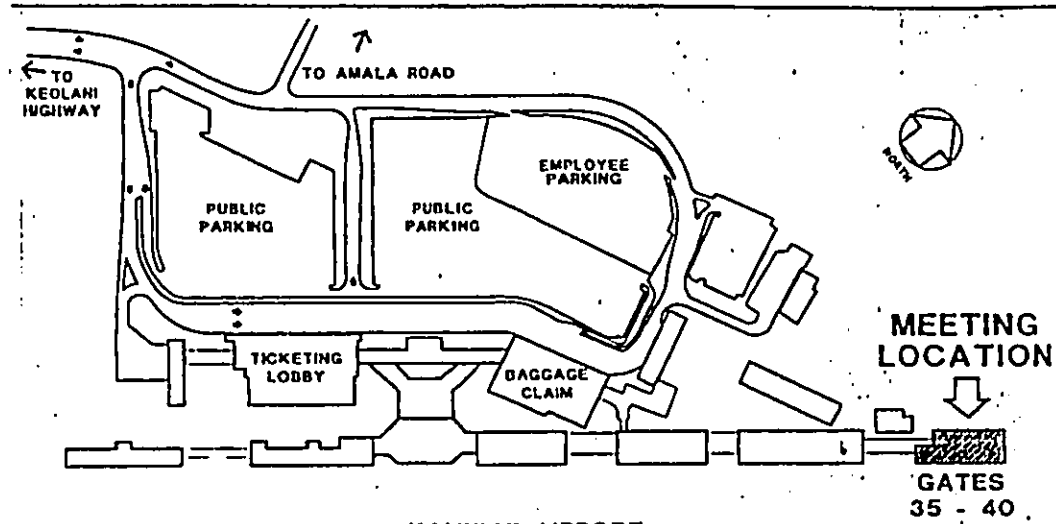 TO
KEOLANI
HIGHWAY
TO AMALA ROAD
NORTH
EMPLOYEE
PARKING
PUBLIC
PARKING
PUBLIC
PARKING
MEETING
LOCATION
TICKETING
LOBBY
BAGGAGE
CLAIM
GATES
35 - 40
AIRPORT